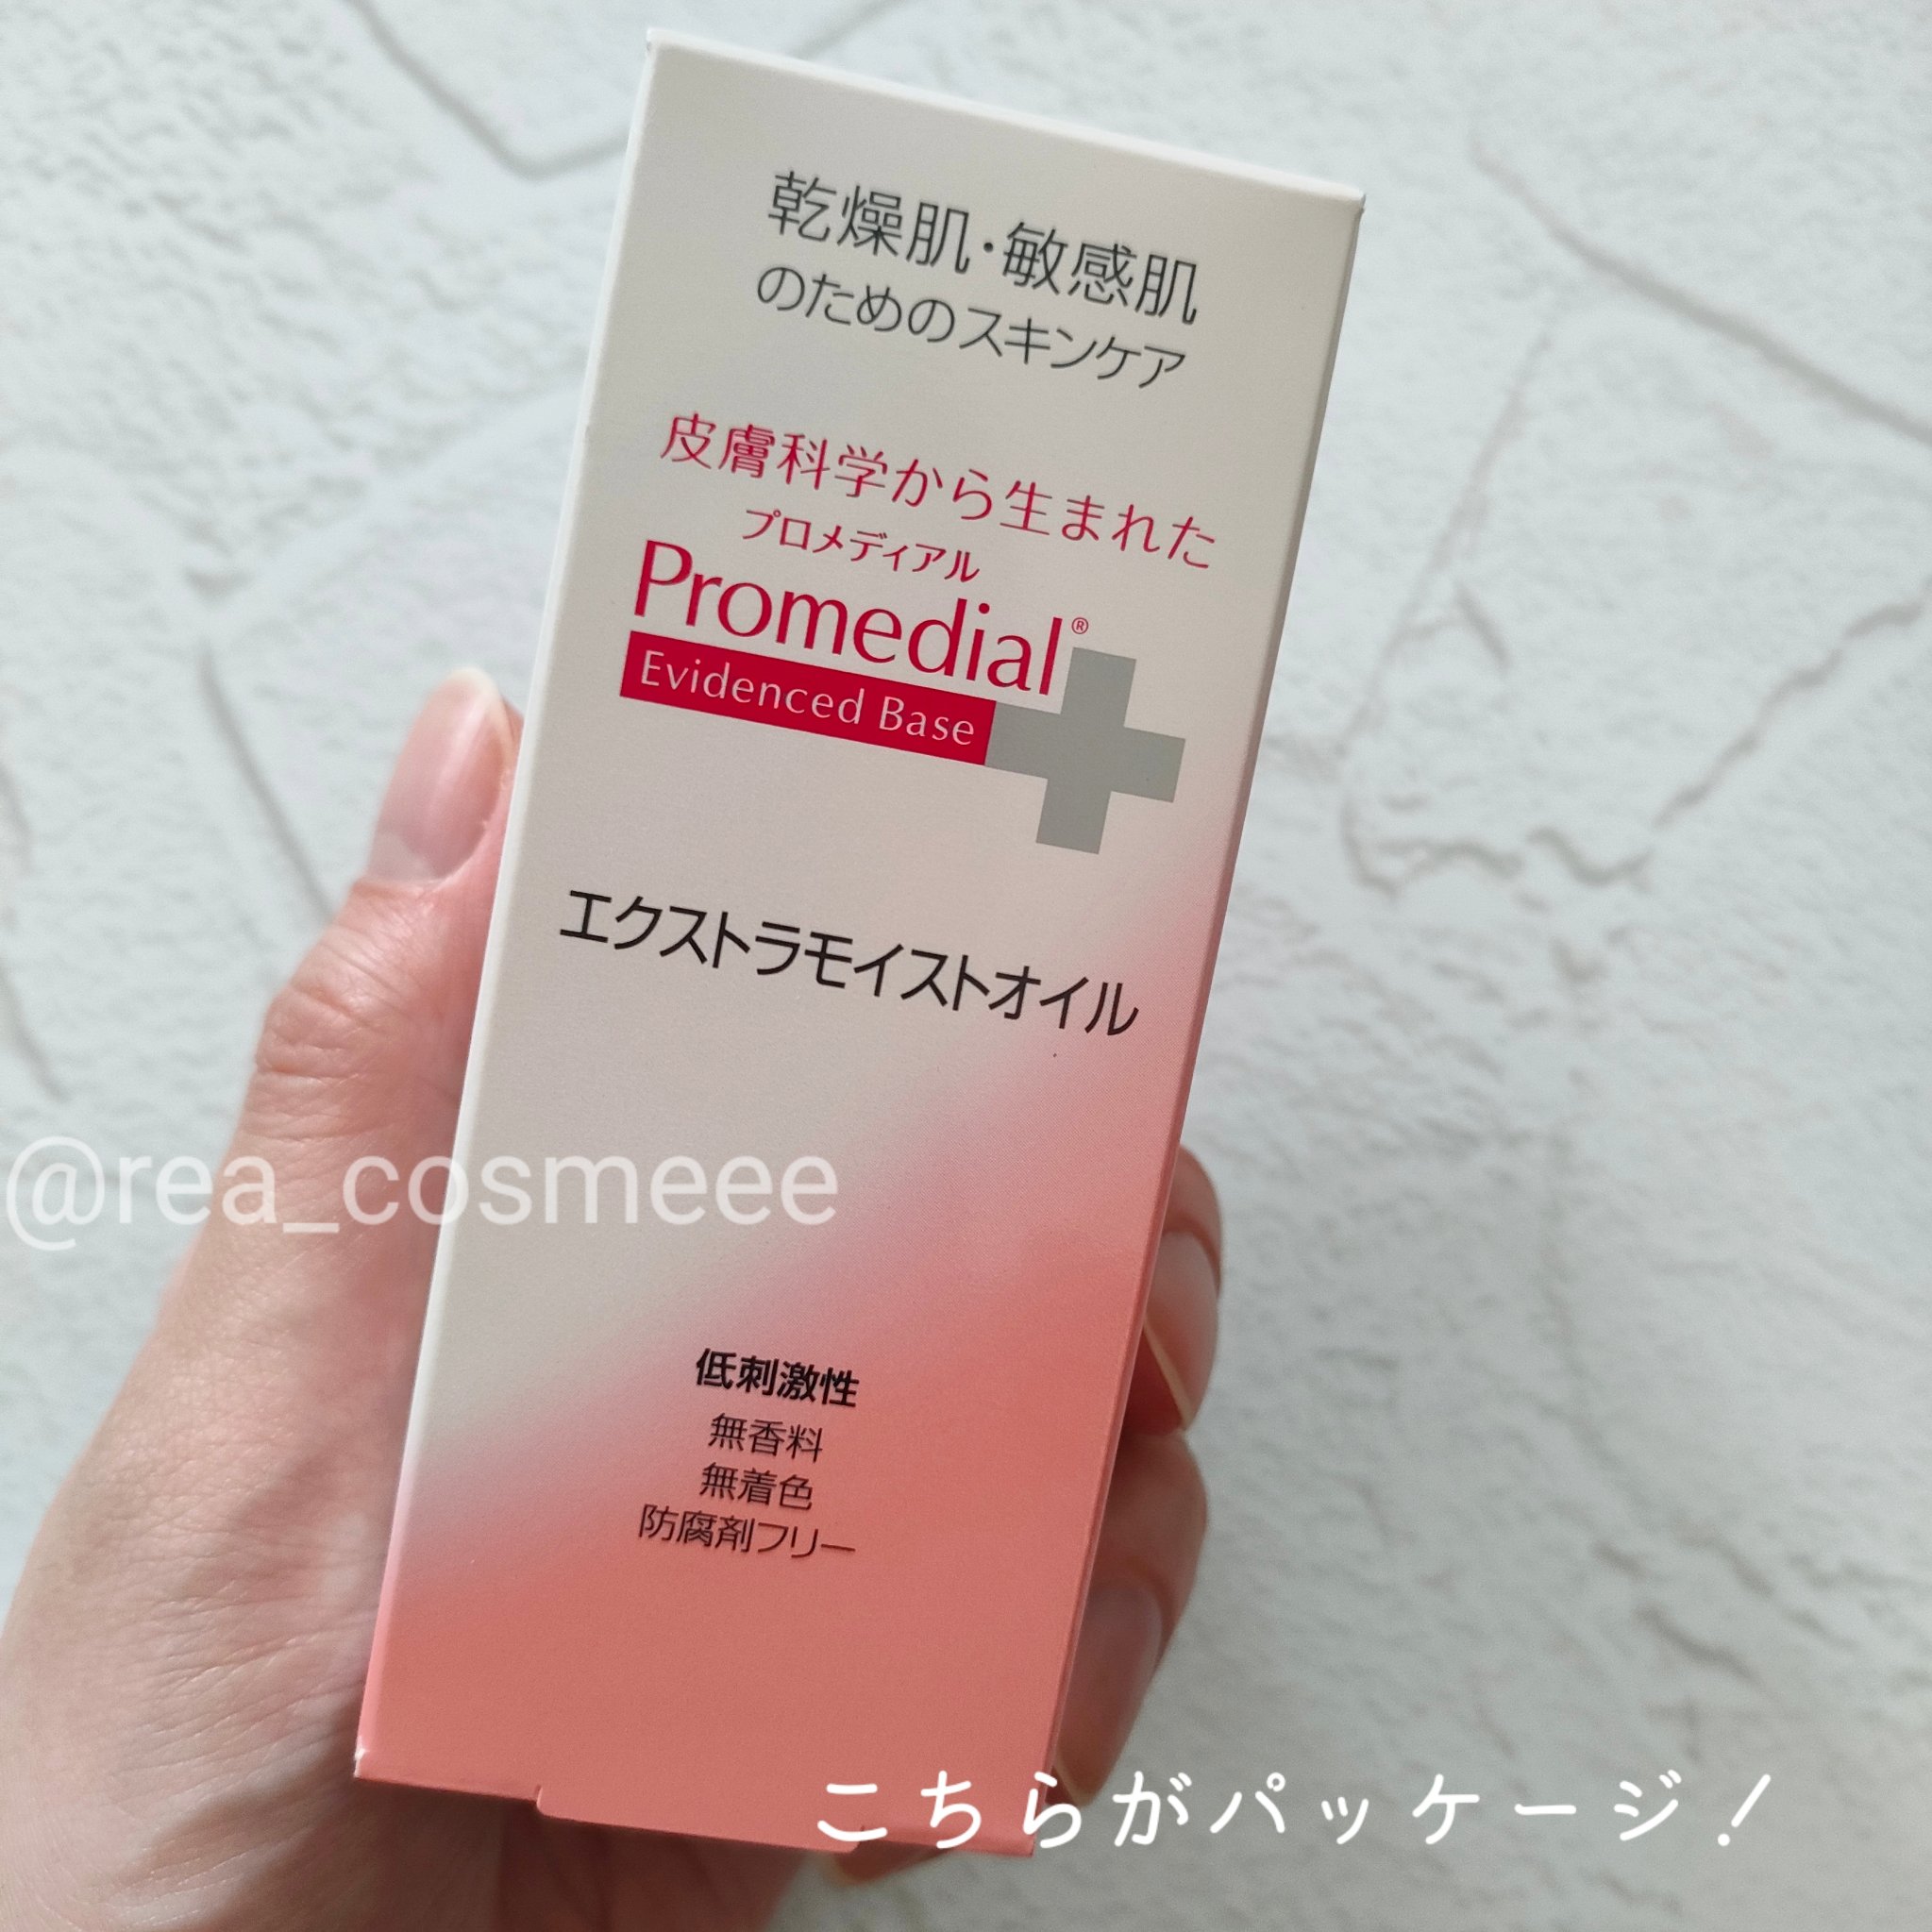 乾燥肌・敏感肌
のためのスキンケア
皮膚科学から生まれた
プロメディアル
Promedial®
Evidenced Base
エクストラモイストオイル
@rea_cosmeee
低刺激性
無香料
無着色
防腐剤フリー
こちらがパッケージ！